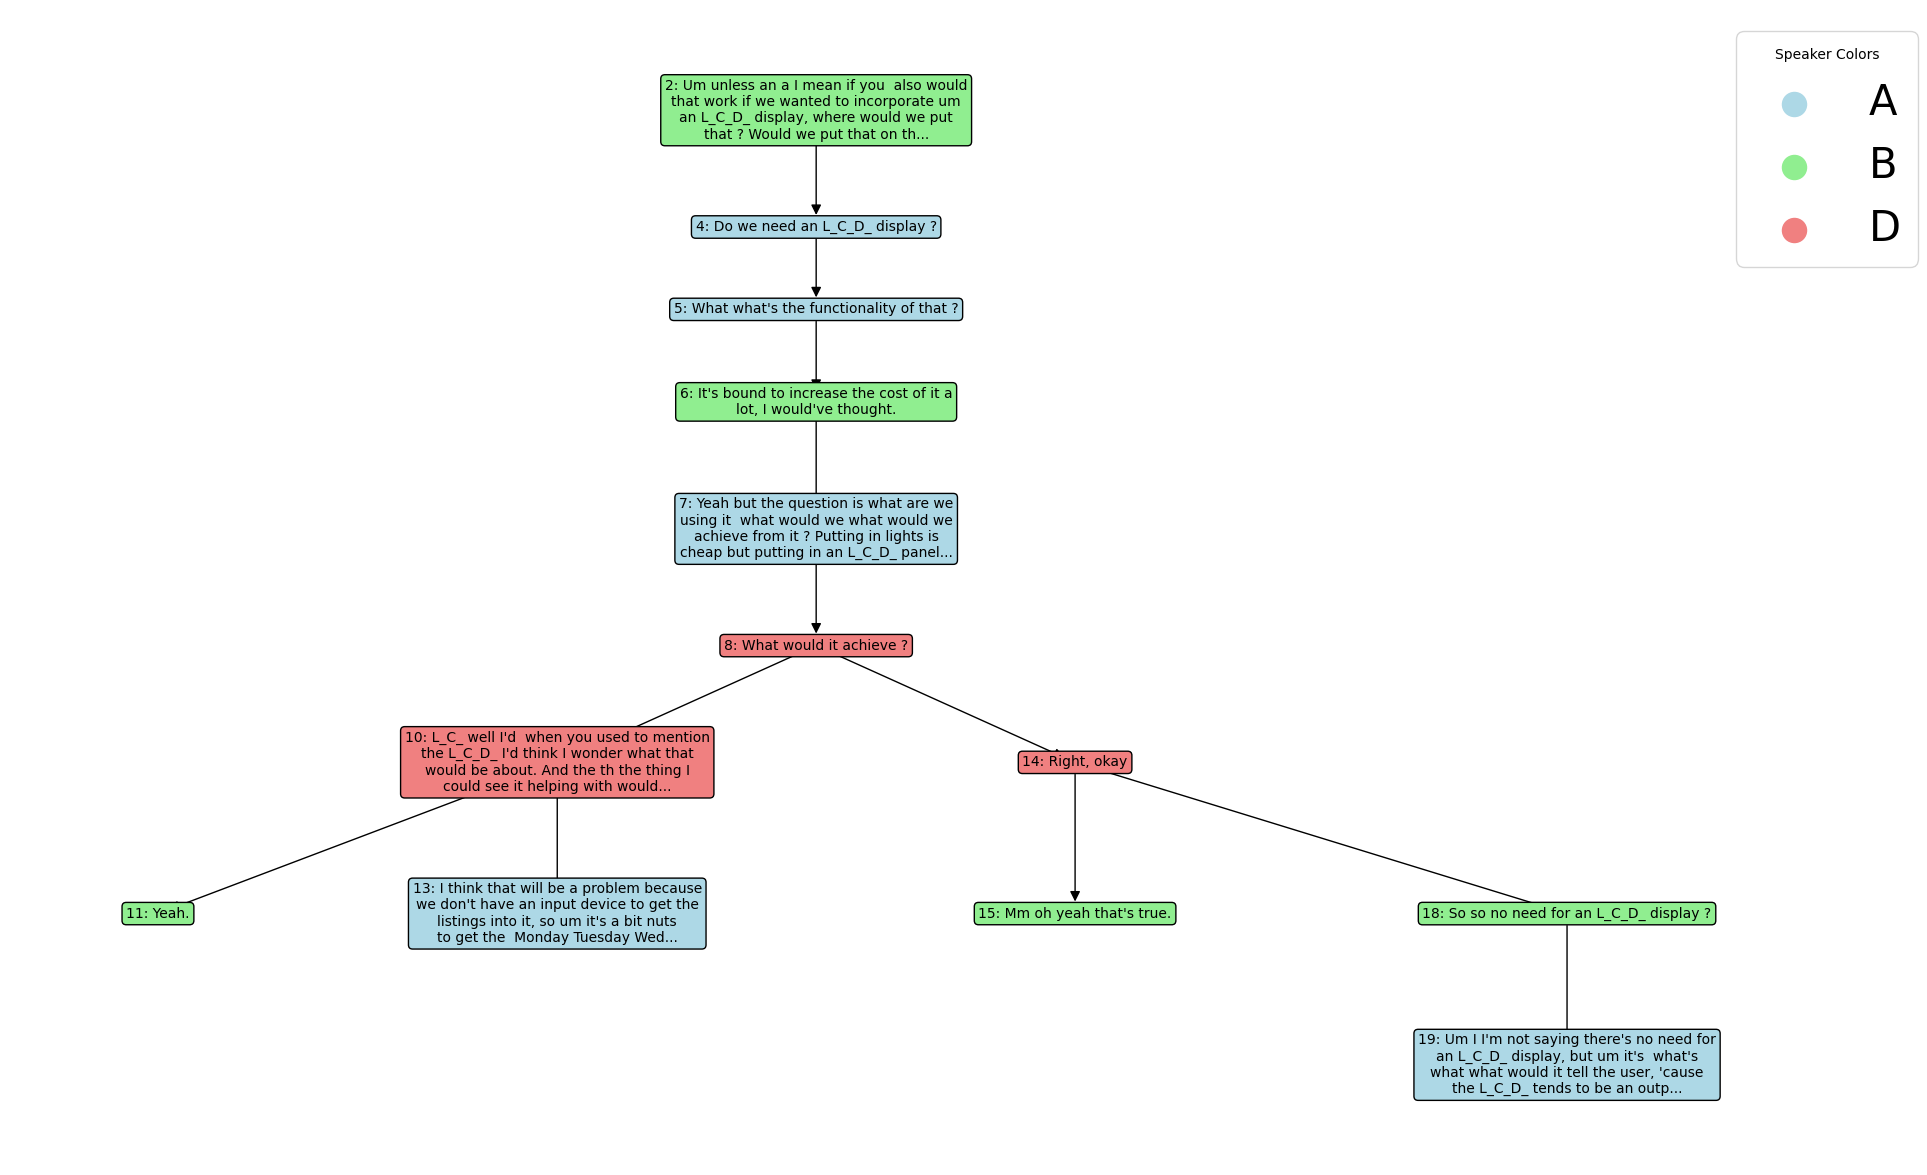 2: Um unless an a I mean if you  also would
that work if we wanted to incorporate um
an L_C_D_ display, where would we put
that ? Would we put that on th...
Speaker Colors
A
B
D
4: Do we need an L_C_D_ display ?
5: What what's the functionality of that ?
6: It's bound to increase the cost of it a
lot, I would've thought.
7: Yeah but the question is what are we
using it  what would we what would we
achieve from it ? Putting in lights is
cheap but putting in an L_C_D_ panel...
8: What would it achieve ?
10: L_C_ well I'd  when you used to mention
the L_C_D_ I'd think I wonder what that
would be about. And the th the thing I
could see it helping with would...
14: Right, okay
11: Yeah.
13: I think that will be a problem because
we don't have an input device to get the
listings into it, so um it's a bit nuts
to get the  Monday Tuesday Wed...
15: Mm oh yeah that's true.
18: So so no need for an L_C_D_ display ?
19: Um I I'm not saying there's no need for
an L_C_D_ display, but um it's  what's
what what would it tell the user, 'cause
the L_C_D_ tends to be an outp...